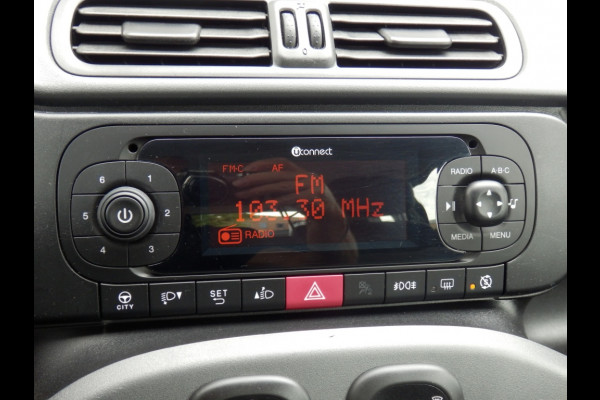 Uconnect
FM-C AF
FM
103.30 MHz
RADIO
6 1
5 2
4 3
RADIO A·B·C
MEDIA MENU
CITY
SET